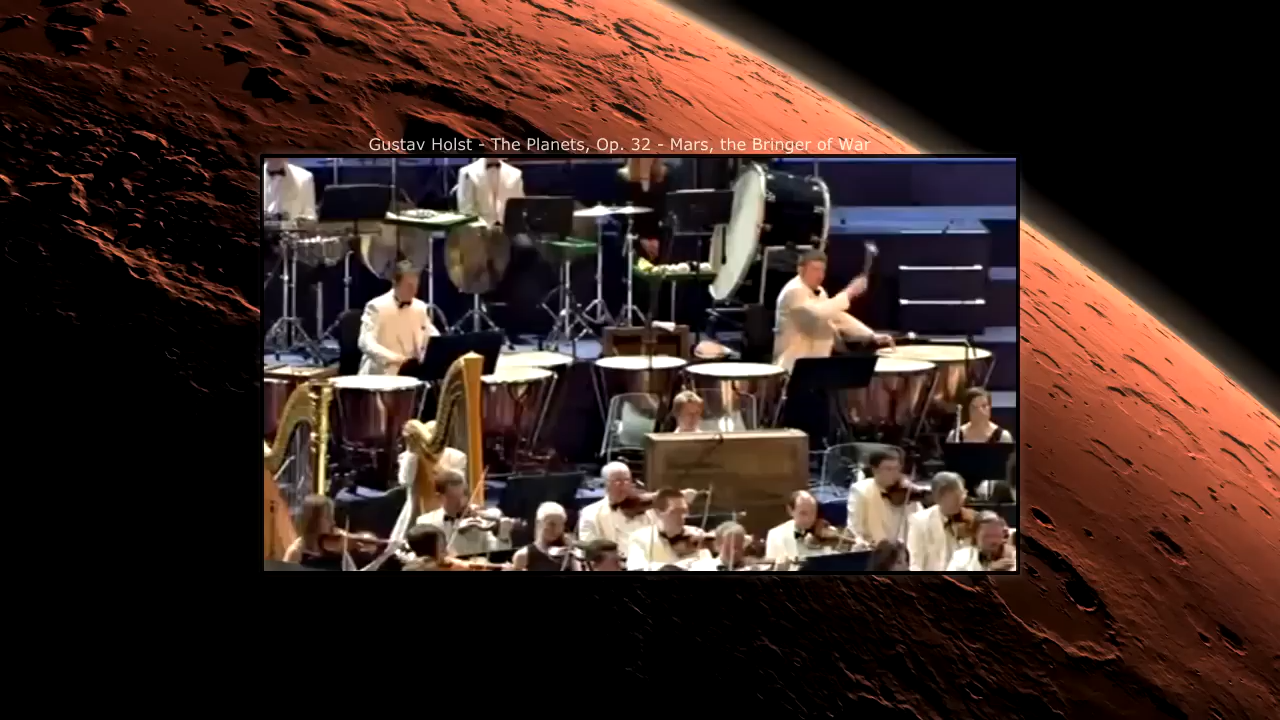 Gustav Holst - The Planets, Op. 32 - Mars, the Bringer of War